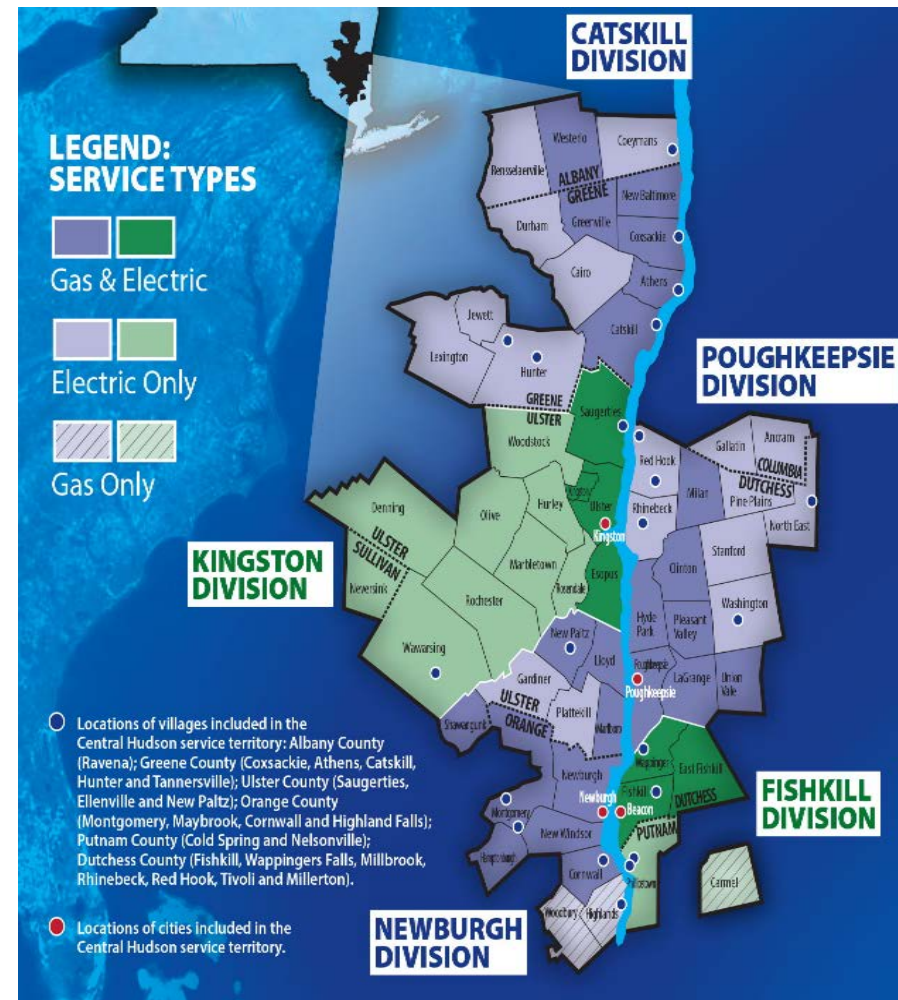 CATSKILL
DIVISION
LEGEND:
SERVICE TYPES
Gas & Electric
Electric Only
Gas Only
Westerlo
Coeymans
Rensselaerville
ALBANY
GREENE
New Baltimore
Durham
Greenville
Coxsackie
Cairo
Athens
Catskill
Jewett
Lexington
Hunter
GREENE
ULSTER
POUGHKEEPSIE
DIVISION
Saugerties
Woodstock
Red Hook
Gallatin
Ancram
COLUMBIA
DUTCHESS
Milan
Pine Plains
North East
Denning
Olive
Hurley
Ulster
Rhinebeck
Kingston
ULSTER
SULLIVAN
Stanford
KINGSTON
DIVISION
Marbletown
Esopus
Clinton
Neversink
Rochester
Rosendale
Washington
Hyde
Park
Pleasant
Valley
Wawarsing
New Paltz
Lloyd
Poughkeepsie
Poughkeepsie
LaGrange
Union
Vale
Gardiner
ULSTER
ORANGE
Plattekill
Shawangunk
Marlboro
Wappinger
East Fishkill
Newburgh
Fishkill
DUTCHESS
FISHKILL
DIVISION
Newburgh
Beacon
Montgomery
New Windsor
PUTNAM
Hamptonburgh
Cornwall
Philipstown
Carmel
Woodbury
Highlands
NEWBURGH
DIVISION
Locations of villages included in the
Central Hudson service territory: Albany County
(Ravena); Greene County (Coxsackie, Athens, Catskill,
Hunter and Tannersville); Ulster County (Saugerties,
Ellenville and New Paltz); Orange County
(Montgomery, Maybrook, Cornwall and Highland Falls);
Putnam County (Cold Spring and Nelsonville);
Dutchess County (Fishkill, Wappingers Falls, Millbrook,
Rhinebeck, Red Hook, Tivoli and Millerton).
Locations of cities included in the
Central Hudson service territory.